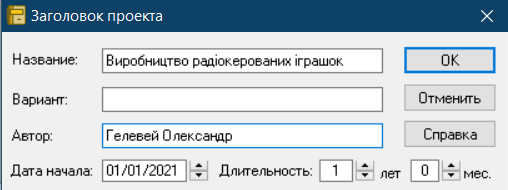 Заголовок проекта
Название: Виробництво радіокерованих іграшок OK
Вариант: Отменить
Автор: Гелевей Олександр Справка
Дата начала: 01/01/2021 Длительность: 1 лет 0 мес.